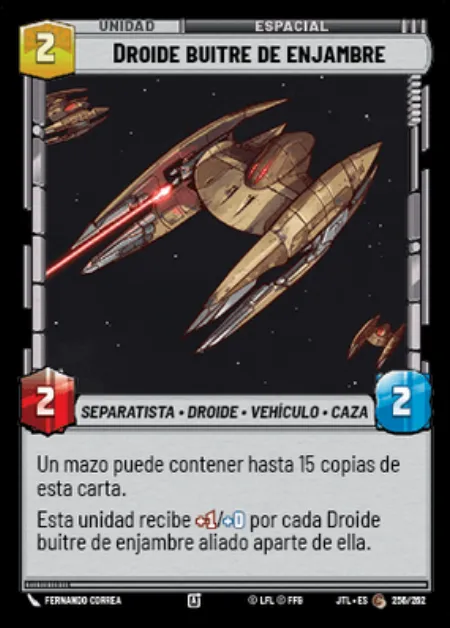 UNIDAD
ESPACIAL
2
DROIDE BUITRE DE ENJAMBRE
2
SEPARATISTA • DROIDE • VEHÍCULO • CAZA
2
Un mazo puede contener hasta 15 copias de
esta carta.
Esta unidad recibe +1/+0 por cada Droide
buitre de enjambre aliado aparte de ella.
FERNANDO CORREA
© LFL © FFG
JTL • ES
256/262